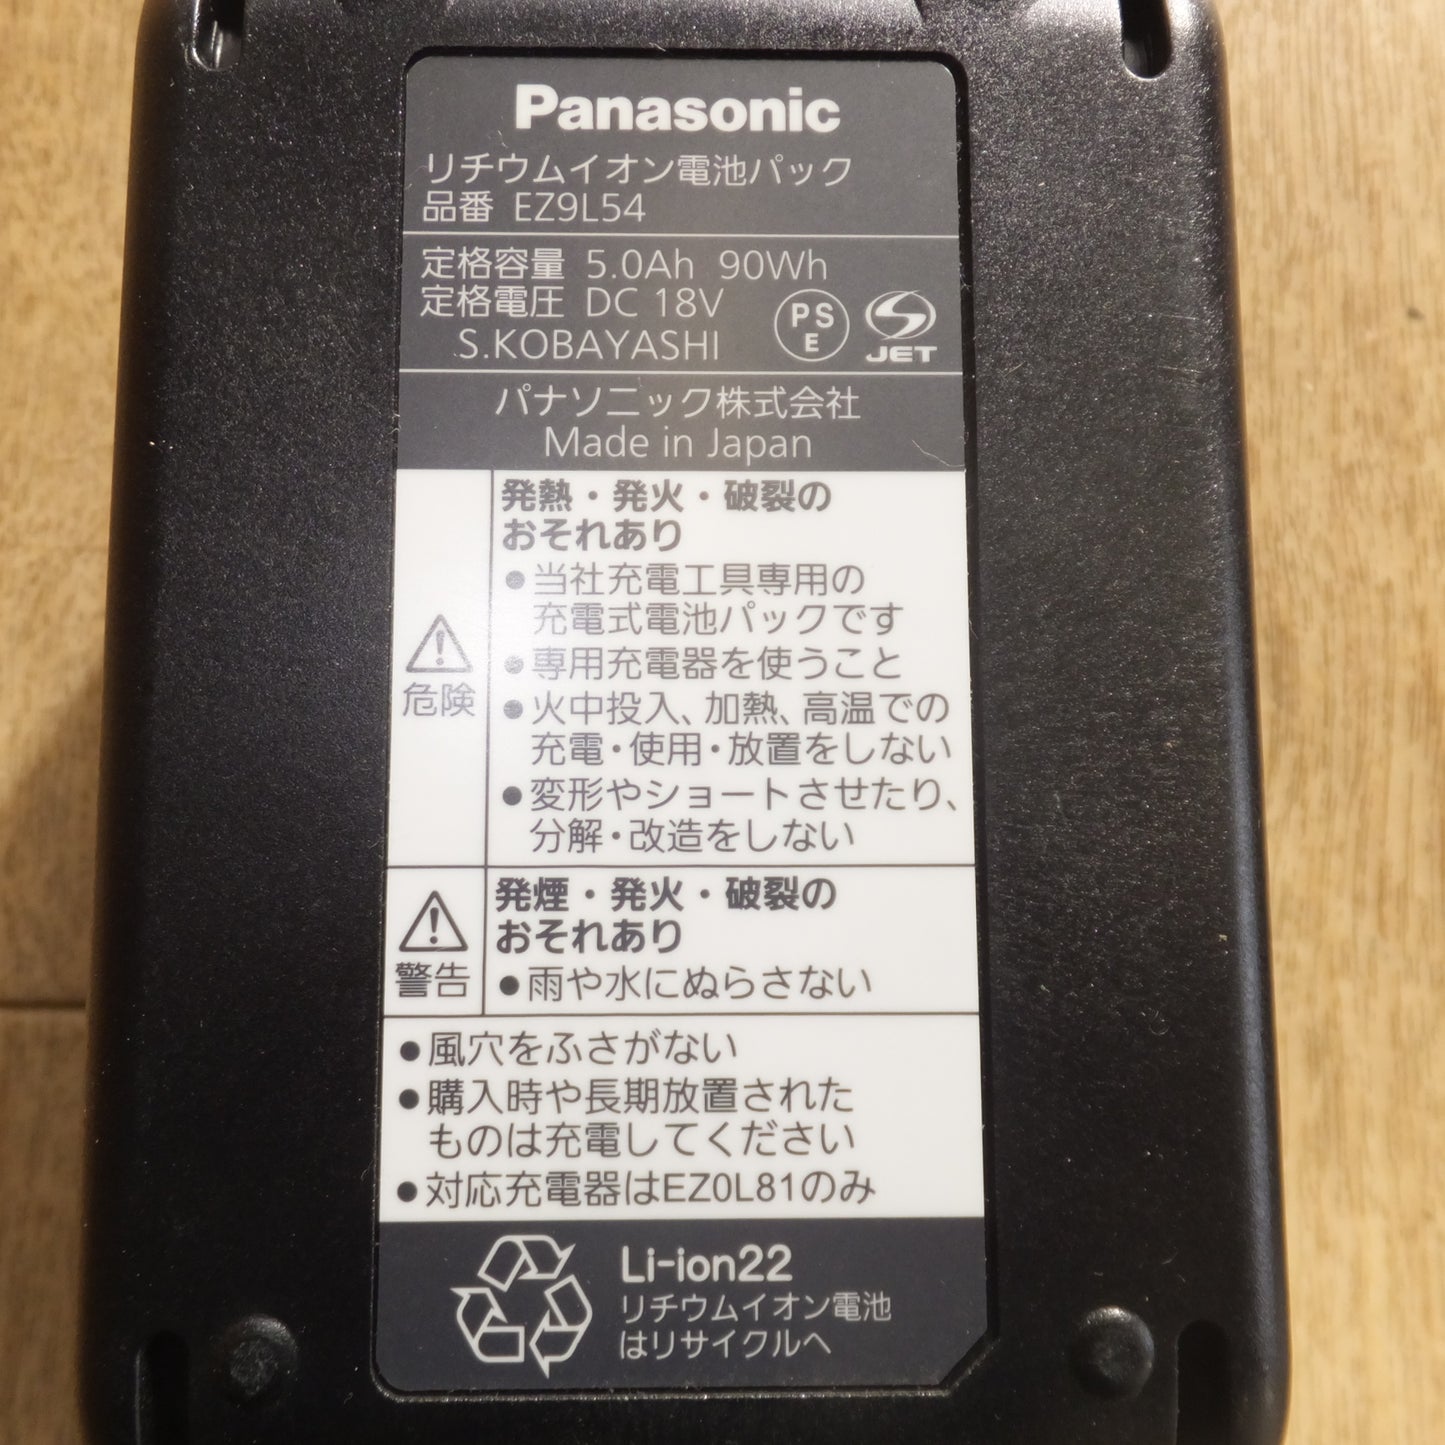 Panasonic
リチウムイオン電池パック
品番 EZ9L54
定格容量 5.0Ah 90Wh
定格電圧 DC 18V
S.KOBAYASHI
PS
E
JET
パナソニック株式会社
Made in Japan
危険
発熱・発火・破裂の
おそれあり
●当社充電工具専用の
充電式電池パックです
●専用充電器を使うこと
●火中投入、加熱、高温での
充電・使用・放置をしない
●変形やショートさせたり、
分解・改造をしない
警告
発煙・発火・破裂の
おそれあり
●雨や水にぬらさない
●風穴をふさがない
●購入時や長期放置された
ものは充電してください
●対応充電器はEZ0L81のみ
Li-ion22
リチウムイオン電池
はリサイクルへ